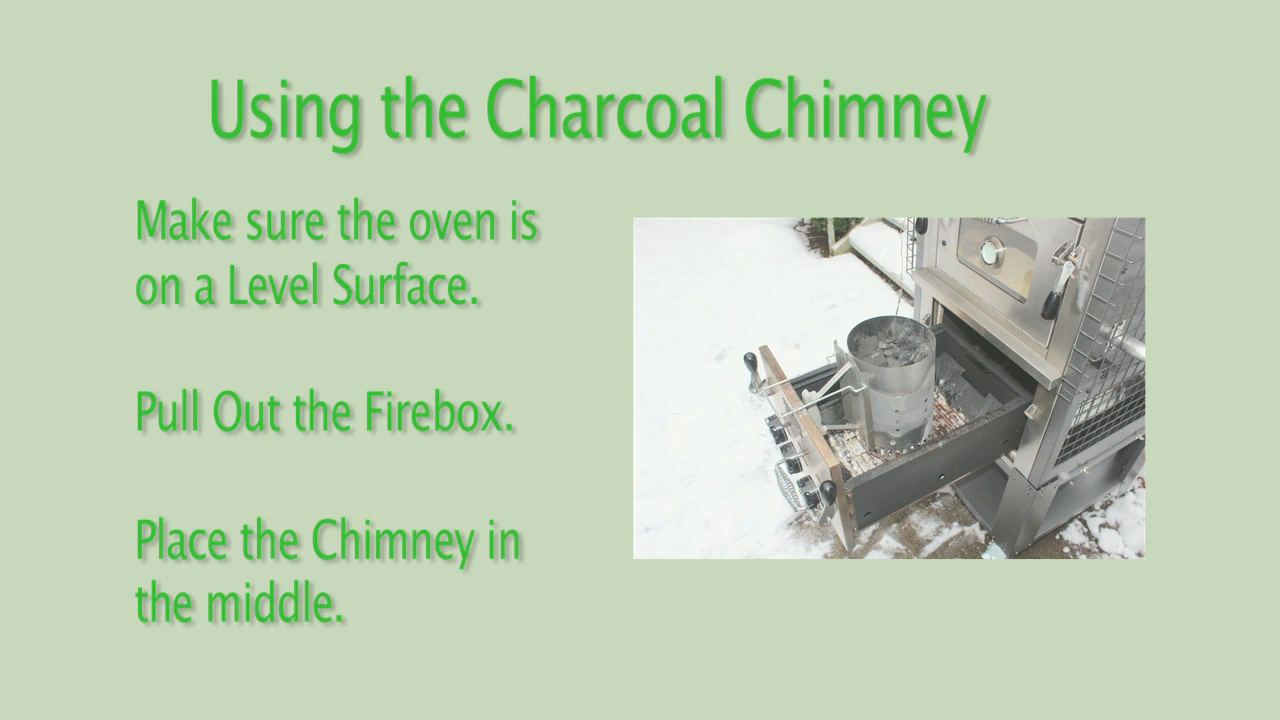 Using the Charcoal Chimney
Make sure the oven is
on a Level Surface.
Pull Out the Firebox.
Place the Chimney in
the middle.